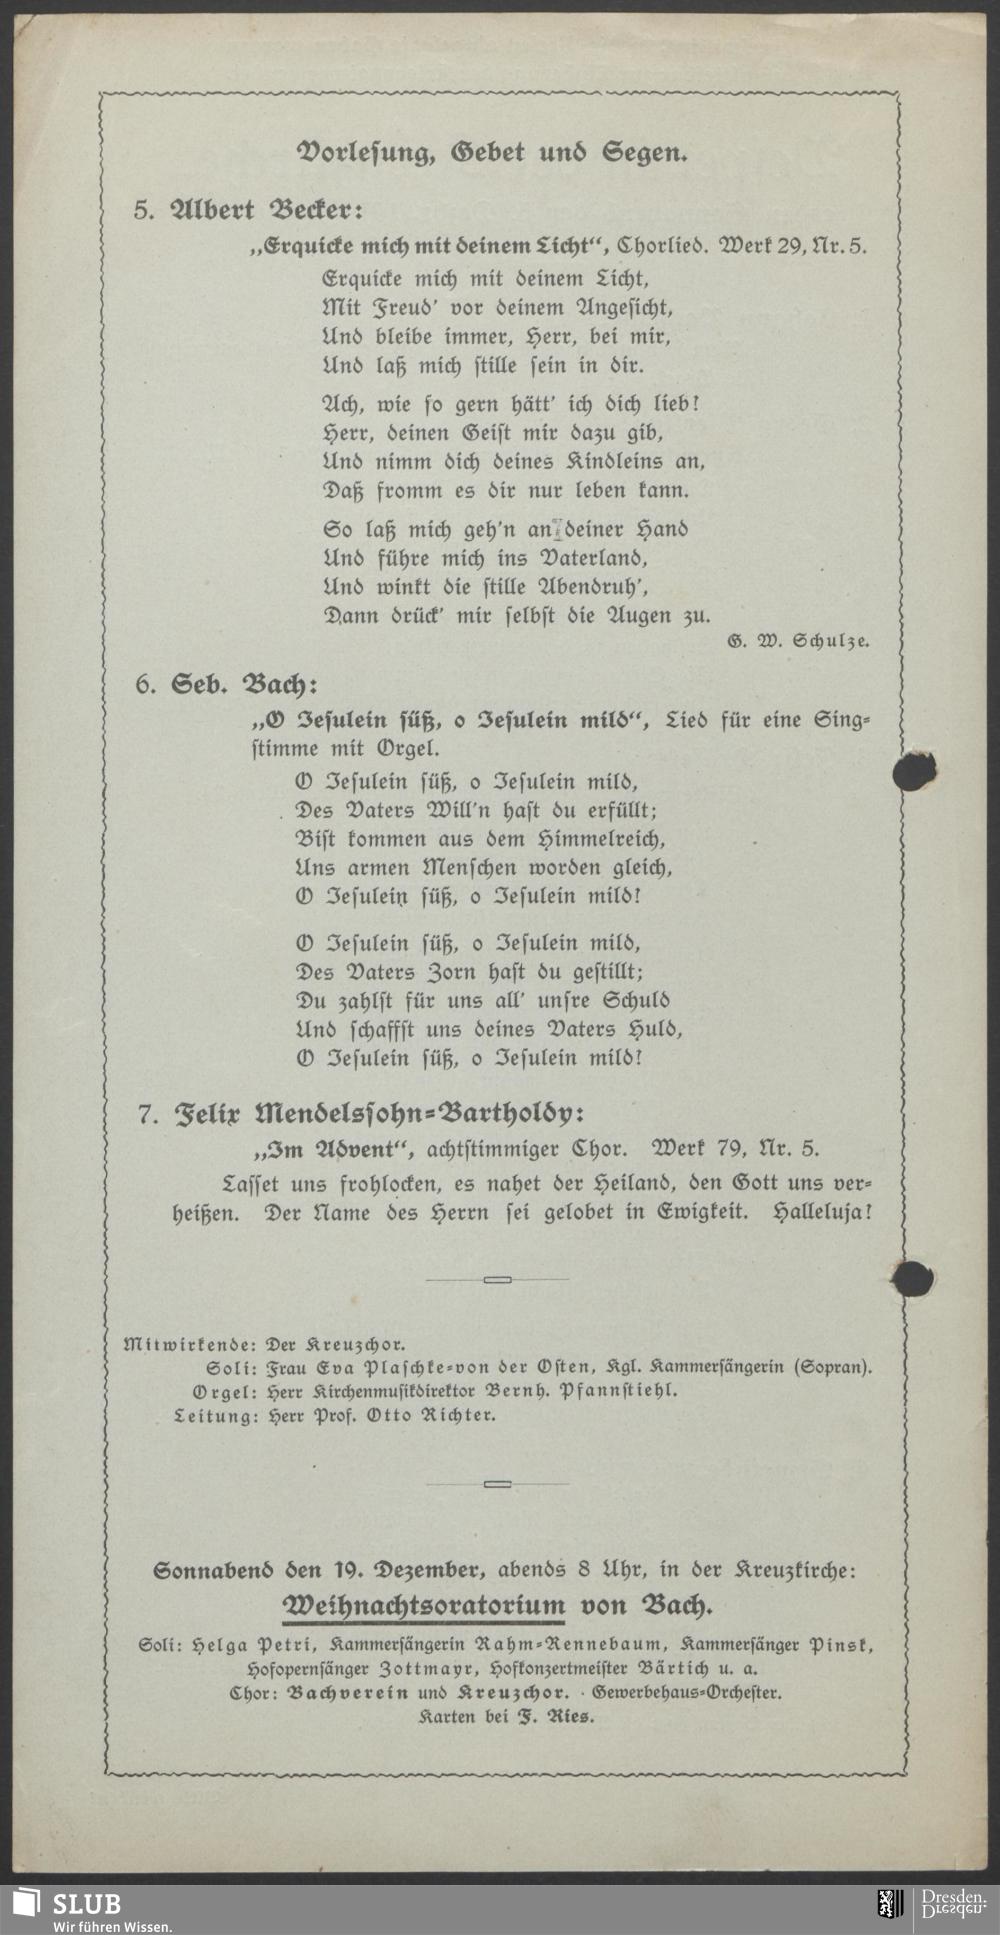 Vorlesung, Gebet und Segen.
5. Albert Becker:
„Erquicke mich mit deinem Licht“, Chorlied. Werk 29, Nr. 5.
Erquicke mich mit deinem Licht,
Mit Freud’ vor deinem Angesicht,
Und bleibe immer, Herr, bei mir,
Und laß mich stille sein in dir.
Ach, wie so gern hätt’ ich dich lieb!
Herr, deinen Geist mir dazu gib,
Und nimm dich deines Kindleins an,
Daß fromm es dir nur leben kann.
So laß mich geh’n an deiner Hand
Und führe mich ins Vaterland,
Und winkt die stille Abendruh’,
Dann drück’ mir selbst die Augen zu.
G. W. Schulze.
6. Seb. Bach:
„O Jesulein süß, o Jesulein mild“, Lied für eine Sing-
stimme mit Orgel.
O Jesulein süß, o Jesulein mild,
Des Vaters Will’n hast du erfüllt;
Bist kommen aus dem Himmelreich,
Uns armen Menschen worden gleich,
O Jesulein süß, o Jesulein mild!
O Jesulein süß, o Jesulein mild,
Des Vaters Zorn hast du gestillt;
Du zahlst für uns all’ unsre Schuld
Und schaffst uns deines Vaters Huld,
O Jesulein süß, o Jesulein mild!
7. Felix Mendelssohn-Bartholdy:
„Im Advent“, achtstimmiger Chor. Werk 79, Nr. 5.
Lasset uns frohlocken, es nahet der Heiland, den Gott uns ver-
heißen. Der Name des Herrn sei gelobet in Ewigkeit. Halleluja!
Mitwirkende: Der Kreuzchor.
Soli: Frau Eva Plaschke-von der Osten, Kgl. Kammersängerin (Sopran).
Orgel: Herr Kirchenmusikdirektor Bernh. Pfannstiehl.
Leitung: Herr Prof. Otto Richter.
Sonnabend den 19. Dezember, abends 8 Uhr, in der Kreuzkirche:
Weihnachtsoratorium von Bach.
Soli: Helga Petri, Kammersängerin Rahm-Rennebaum, Kammersänger Pinsk,
Hofopernsänger Zottmayr, Hofkonzertmeister Bärtich u. a.
Chor: Bachverein und Kreuzchor. · Gewerbehaus-Orchester.
Karten bei F. Ries.
SLUB
Wir führen Wissen.
Dresden.
Dresden.